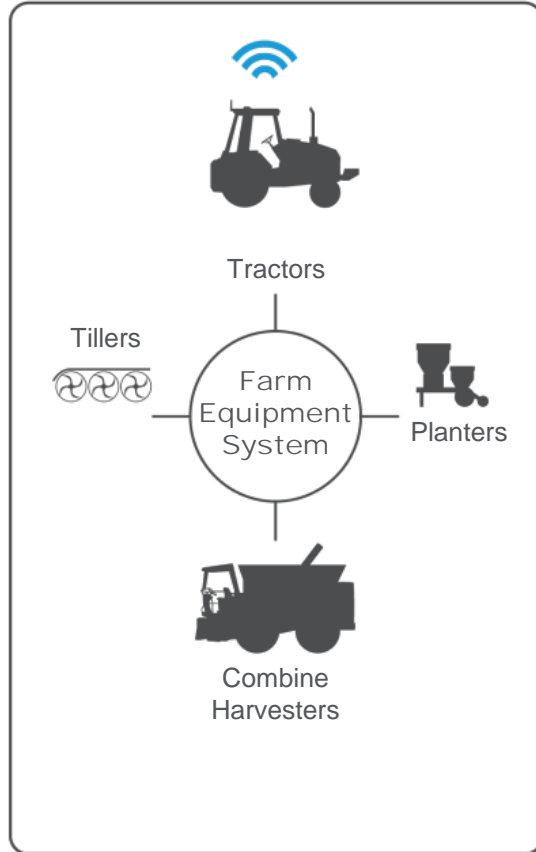 Tractors
Tillers
Farm
Equipment
System
Planters
Combine
Harvesters